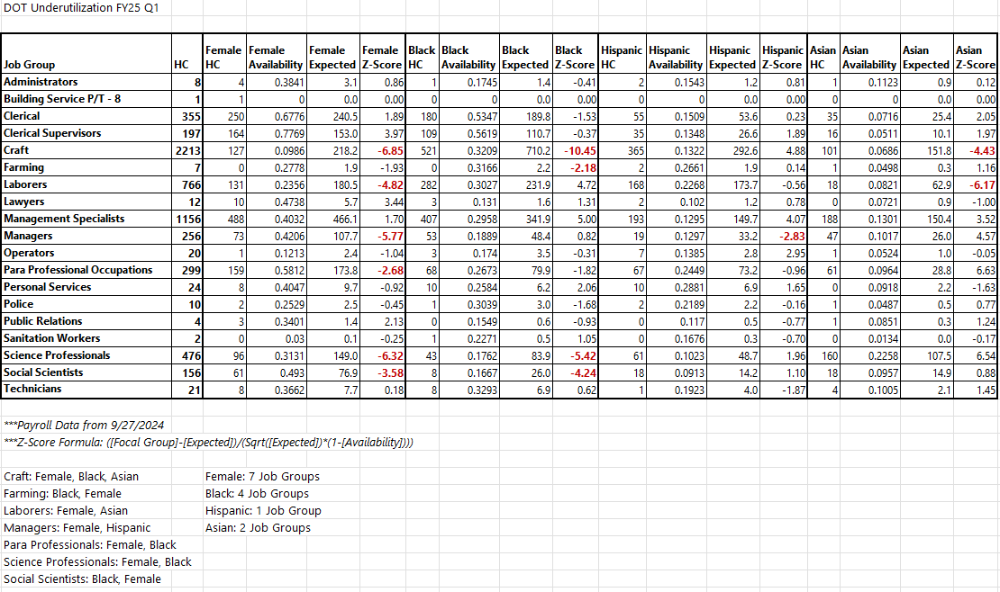 DOT Underutilization FY25 Q1
Female Female Female Female Black Black Black Black Hispanic Hispanic Hispanic Hispanic Asian Asian Asian Asian
Job Group HC HC Availability Expected Z-Score HC Availability Expected Z-Score HC Availability Expected Z-Score HC Availability Expected Z-Score
Administrators 8 4 0.3841 3.1 0.86 1 0.1745 1.4 -0.41 2 0.1543 1.2 0.81 1 0.1123 0.9 0.12
Building Service P/T - 8 1 1 0 0.0 0.00 0 0 0.0 0.00 0 0 0.0 0.00 0 0 0.0 0.00
Clerical 355 250 0.6776 240.5 1.89 180 0.5347 189.8 -1.53 55 0.1509 53.6 0.23 35 0.0716 25.4 2.05
Clerical Supervisors 197 164 0.7769 153.0 3.97 109 0.5619 110.7 -0.37 35 0.1348 26.6 1.89 16 0.0511 10.1 1.97
Craft 2213 127 0.0986 218.2 -6.85 521 0.3209 710.2 -10.45 365 0.1322 292.6 4.88 101 0.0686 151.8 -4.43
Farming 7 0 0.2778 1.9 -1.93 0 0.3166 2.2 -2.18 2 0.2661 1.9 0.14 1 0.0498 0.3 1.16
Laborers 766 131 0.2356 180.5 -4.82 282 0.3027 231.9 4.72 168 0.2268 173.7 -0.56 18 0.0821 62.9 -6.17
Lawyers 12 10 0.4738 5.7 3.44 3 0.131 1.6 1.31 2 0.102 1.2 0.78 0 0.0721 0.9 -1.00
Management Specialists 1156 488 0.4032 466.1 1.70 407 0.2958 341.9 5.00 193 0.1295 149.7 4.07 188 0.1301 150.4 3.52
Managers 256 73 0.4206 107.7 -5.77 53 0.1889 48.4 0.82 19 0.1297 33.2 -2.83 47 0.1017 26.0 4.57
Operators 20 1 0.1213 2.4 -1.04 3 0.174 3.5 -0.31 7 0.1385 2.8 2.95 1 0.0524 1.0 -0.05
Para Professional Occupations 299 159 0.5812 173.8 -2.68 68 0.2673 79.9 -1.82 67 0.2449 73.2 -0.96 61 0.0964 28.8 6.63
Personal Services 24 8 0.4047 9.7 -0.92 10 0.2584 6.2 2.06 10 0.2881 6.9 1.65 0 0.0918 2.2 -1.63
Police 10 2 0.2529 2.5 -0.45 1 0.3039 3.0 -1.68 2 0.2189 2.2 -0.16 1 0.0487 0.5 0.77
Public Relations 4 3 0.3401 1.4 2.13 0 0.1549 0.6 -0.93 0 0.117 0.5 -0.77 1 0.0851 0.3 1.24
Sanitation Workers 2 0 0.03 0.1 -0.25 1 0.2271 0.5 1.05 0 0.1676 0.3 -0.70 0 0.0134 0.0 -0.17
Science Professionals 476 96 0.3131 149.0 -6.32 43 0.1762 83.9 -5.42 61 0.1023 48.7 1.96 160 0.2258 107.5 6.54
Social Scientists 156 61 0.493 76.9 -3.58 8 0.1667 26.0 -4.24 18 0.0913 14.2 1.10 18 0.0957 14.9 0.88
Technicians 21 8 0.3662 7.7 0.18 8 0.3293 6.9 0.62 1 0.1923 4.0 -1.87 4 0.1005 2.1 1.45
***Payroll Data from 9/27/2024
***Z-Score Formula: ([Focal Group]-[Expected])/(Sqrt([Expected])*(1-[Availability])))
Craft: Female, Black, Asian Female: 7 Job Groups
Farming: Black, Female Black: 4 Job Groups
Laborers: Female, Asian Hispanic: 1 Job Group
Managers: Female, Hispanic Asian: 2 Job Groups
Para Professionals: Female, Black
Science Professionals: Female, Black
Social Scientists: Black, Female